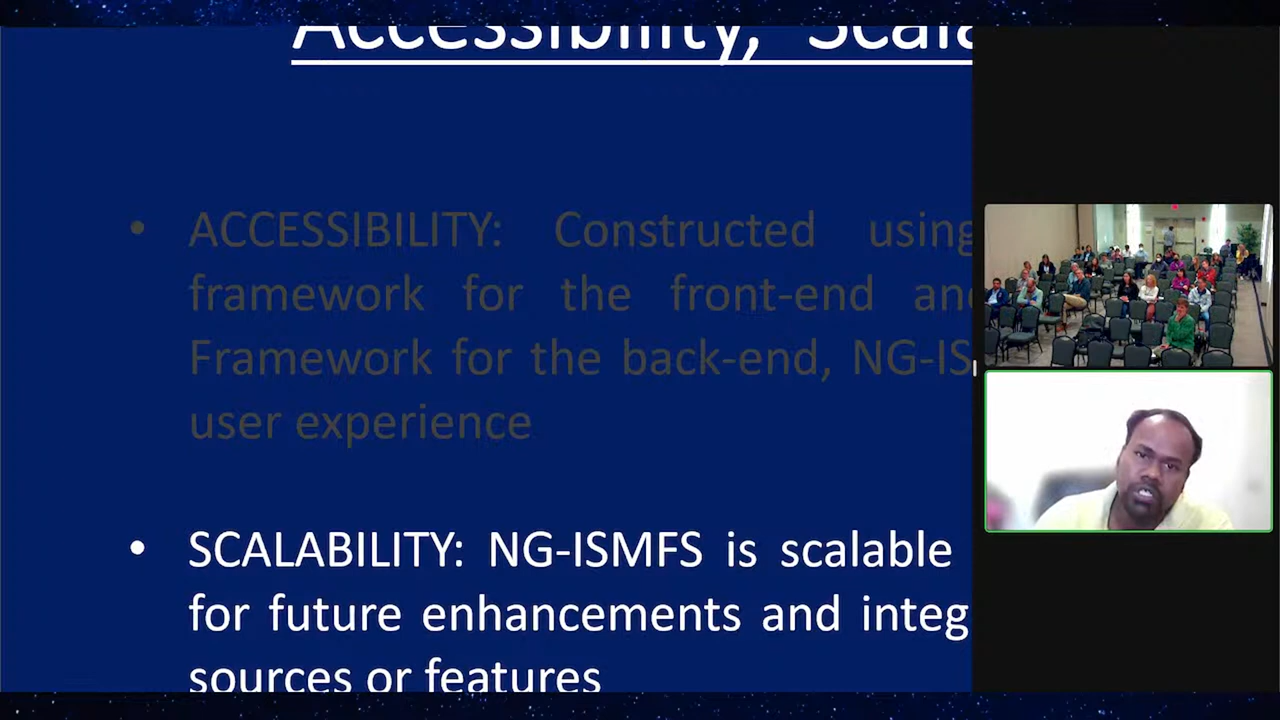 Accessibility, Scala
• ACCESSIBILITY: Constructed using
framework for the front-end and
Framework for the back-end, NG-IS
user experience
• SCALABILITY: NG-ISMFS is scalable
for future enhancements and integ
sources or features